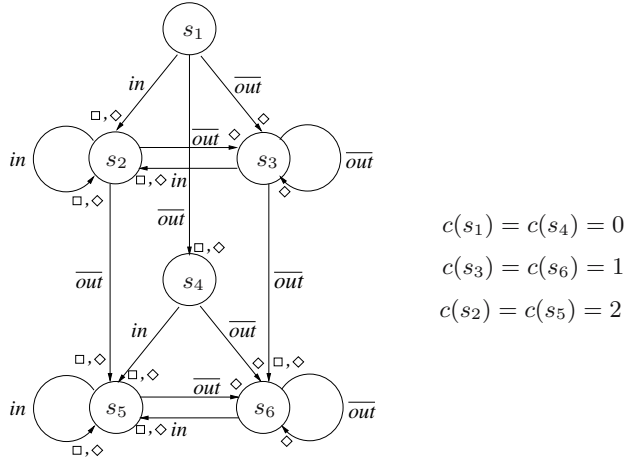 s₁
in
out̅
□,◇
◇
out̅
◇
in
s₂
s₃
out̅
□,◇
in
□,◇
◇
out̅
□,◇
c(s₁) = c(s₄) = 0
out̅
s₄
out̅
c(s₃) = c(s₆) = 1
c(s₂) = c(s₅) = 2
in
out̅
□,◇
□,◇
◇
□,◇
out̅
◇
in
s₅
s₆
out̅
□,◇
in
□,◇
◇